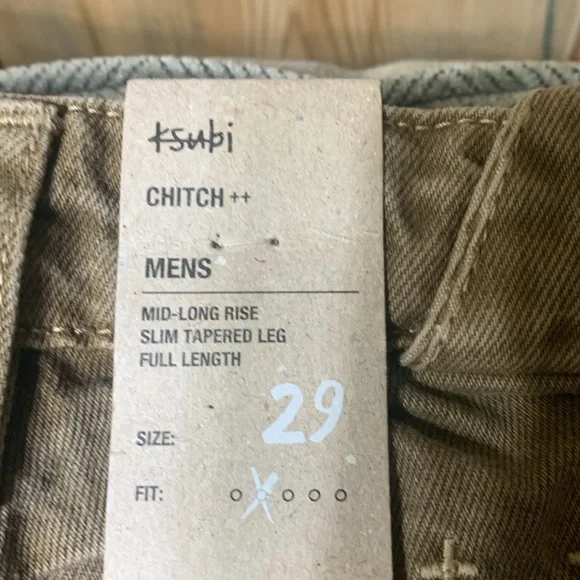 ksubi
CHITCH ++
MENS
MID-LONG RISE
SLIM TAPERED LEG
FULL LENGTH
SIZE: 29
FIT: